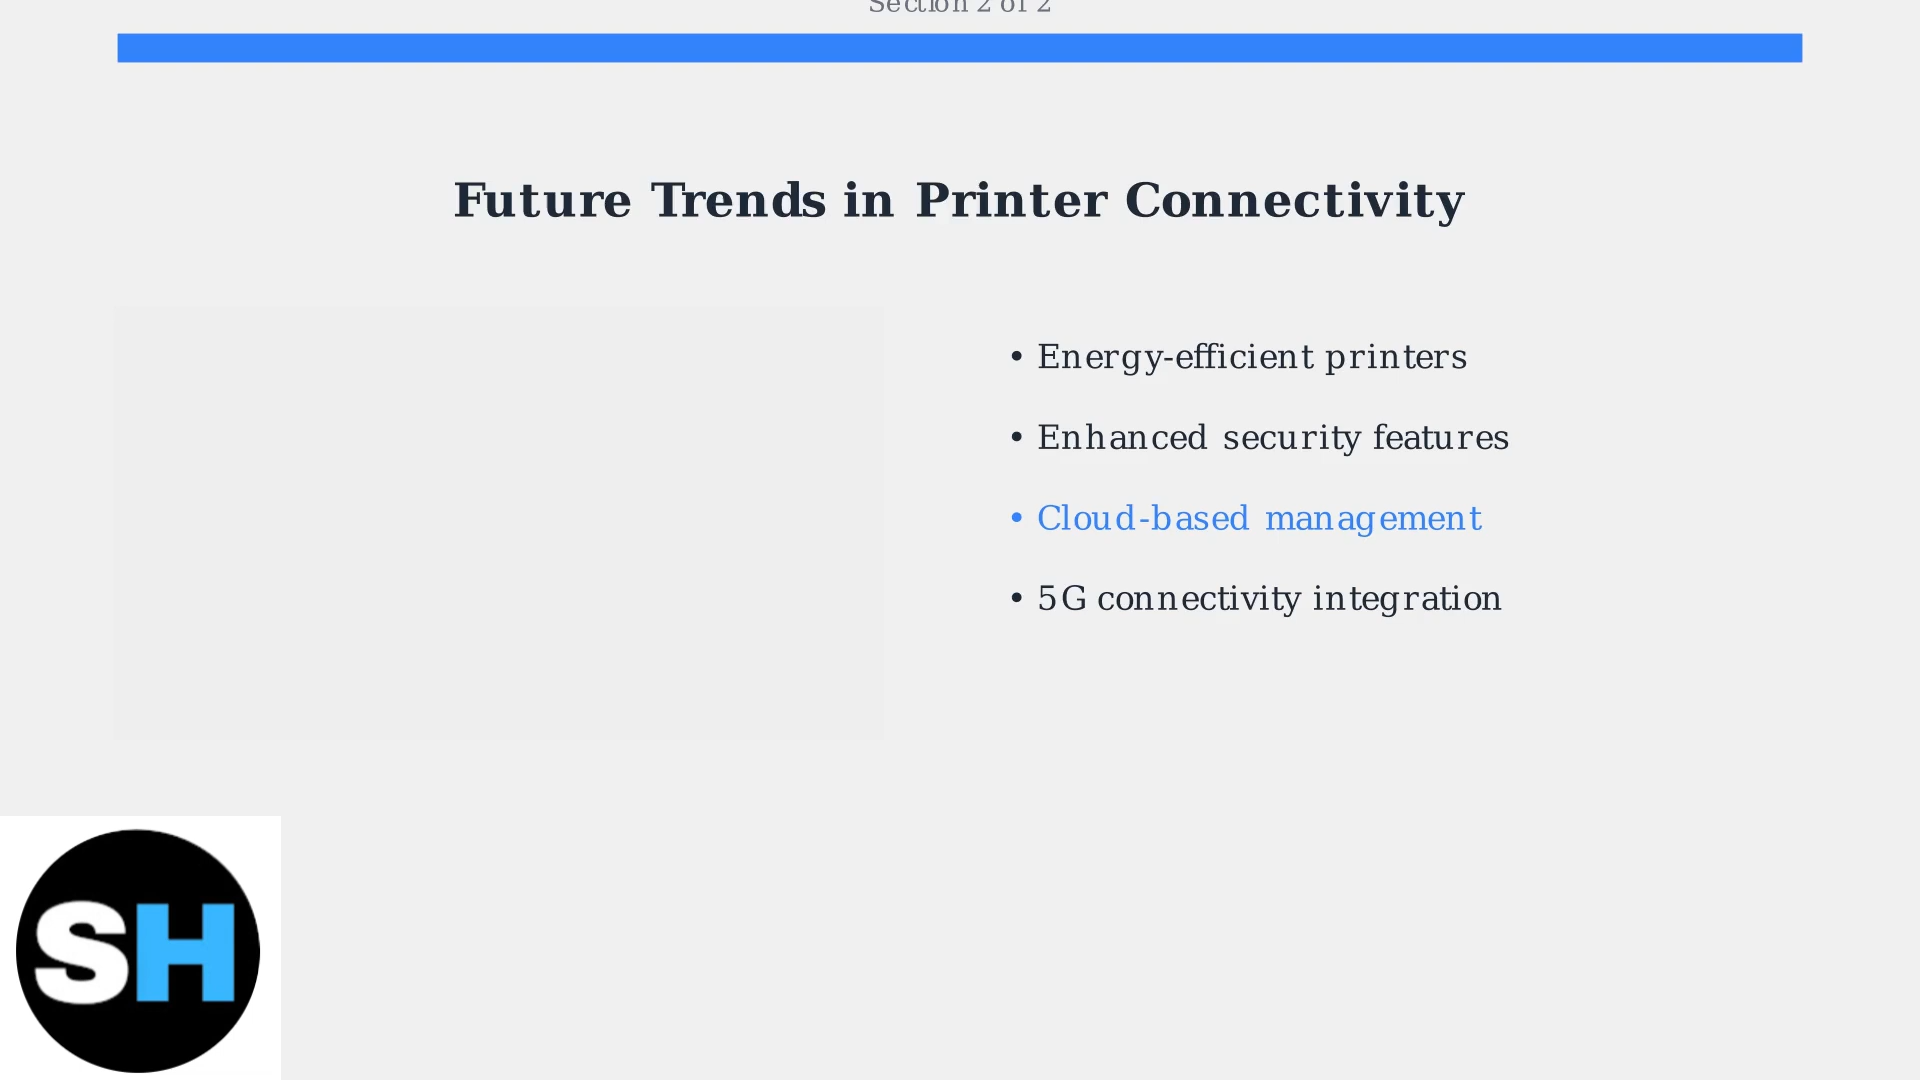 Section 2 of 2
Future Trends in Printer Connectivity
• Energy-efficient printers
• Enhanced security features
• Cloud-based management
• 5G connectivity integration
SH